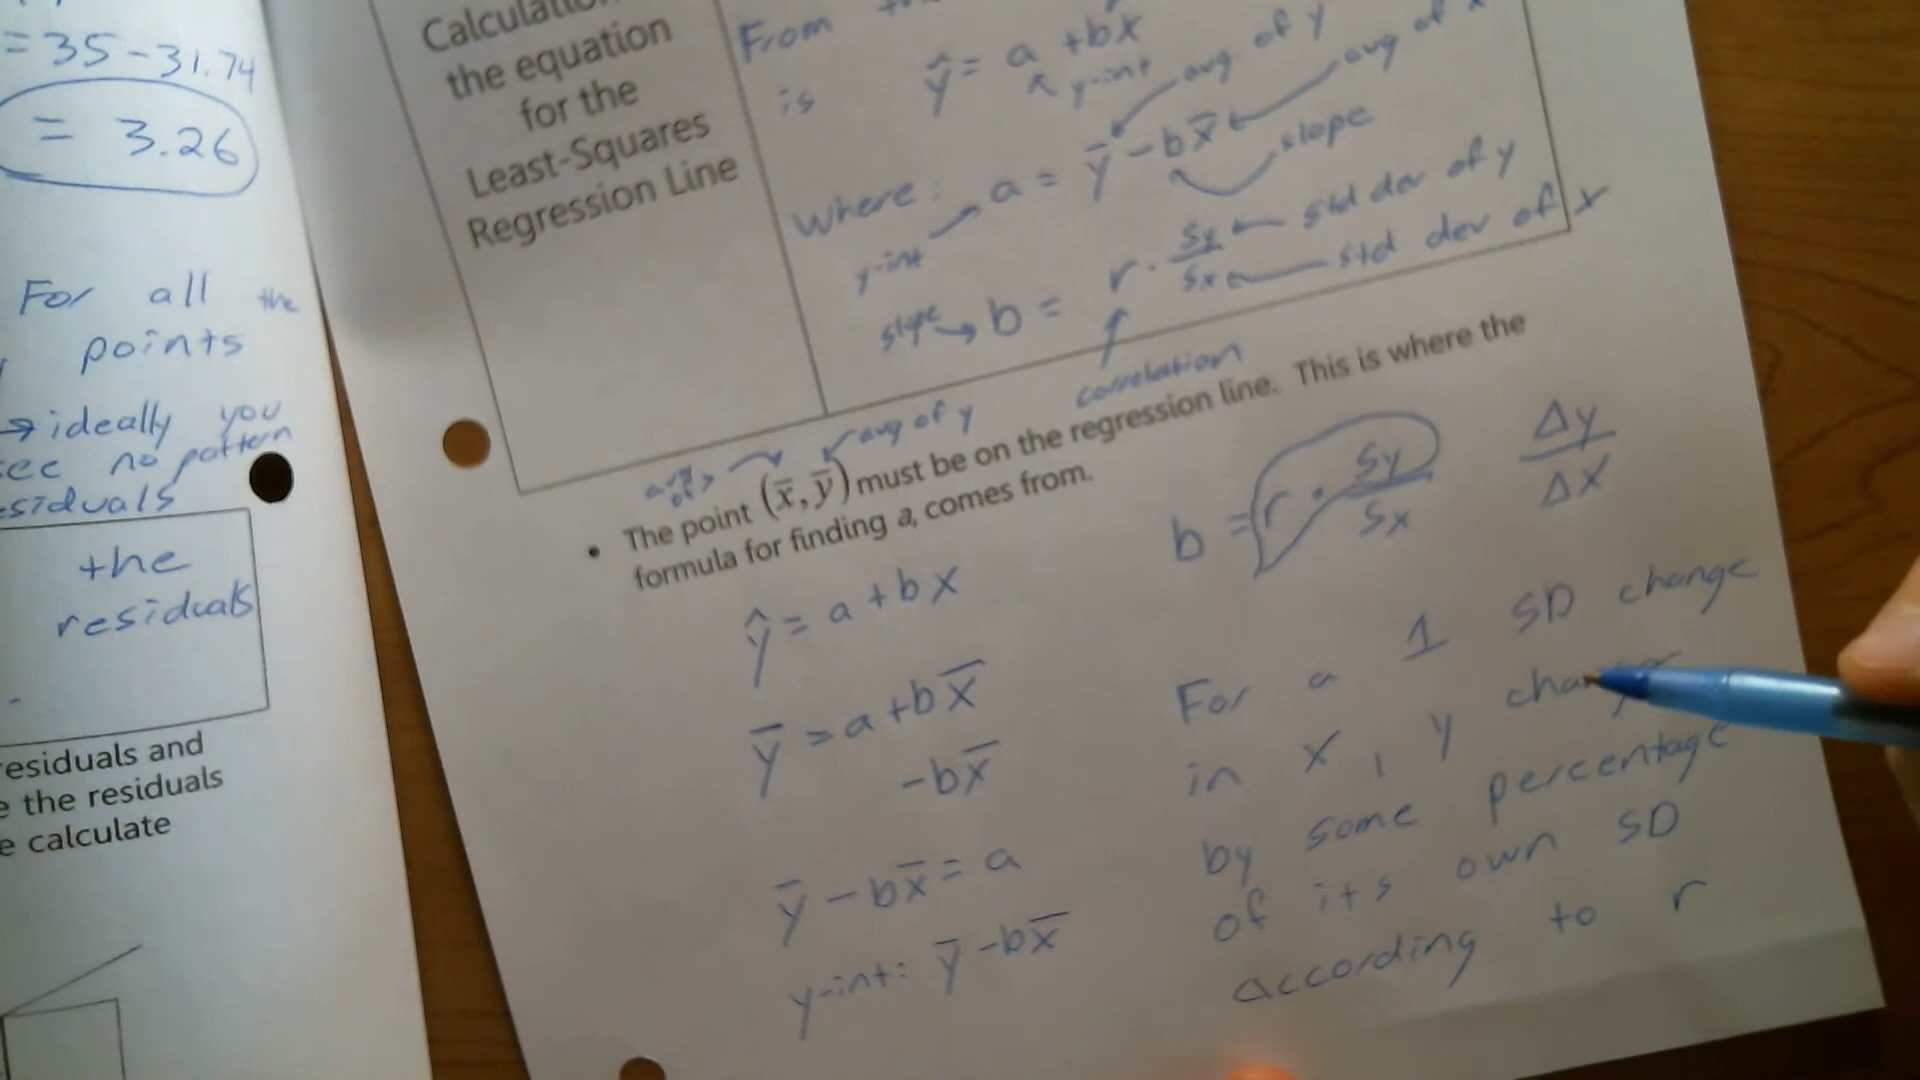 = 35 - 31.74
= 3.26
For all the
points
→ ideally you
see no pattern
residuals
the
residuals
residuals and
the residuals
calculate
Calculation
the equation
for the
Least-Squares
Regression Line
From
is ŷ = a + bx
y-int
avg of y
avg of x
Where: a = ȳ - bx̄
slope
y-int
slope → b = r · sy/sx
std dev of y
std dev of x
correlation
avg of y
• The point (x̄, ȳ) must be on the regression line. This is where the
formula for finding a, comes from.
ŷ = a + bx
ȳ = a + bx̄
-bx̄
ȳ - bx̄ = a
y-int: ȳ - bx̄
b = r · sy/sx
Δy/Δx
For a 1 SD change
in x, y
by some percentage
of its own SD
according to r